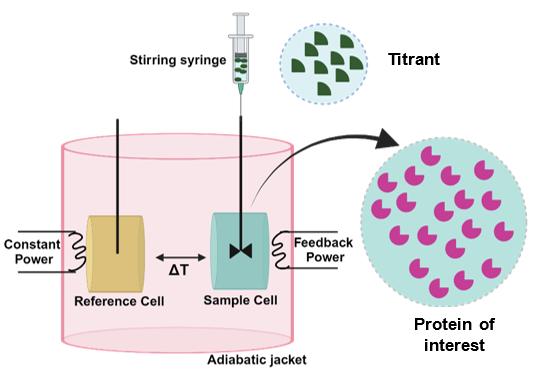 Stirring syringe
Titrant
Constant
Power
ΔT
Feedback
Power
Reference Cell
Sample Cell
Adiabatic jacket
Protein of
interest